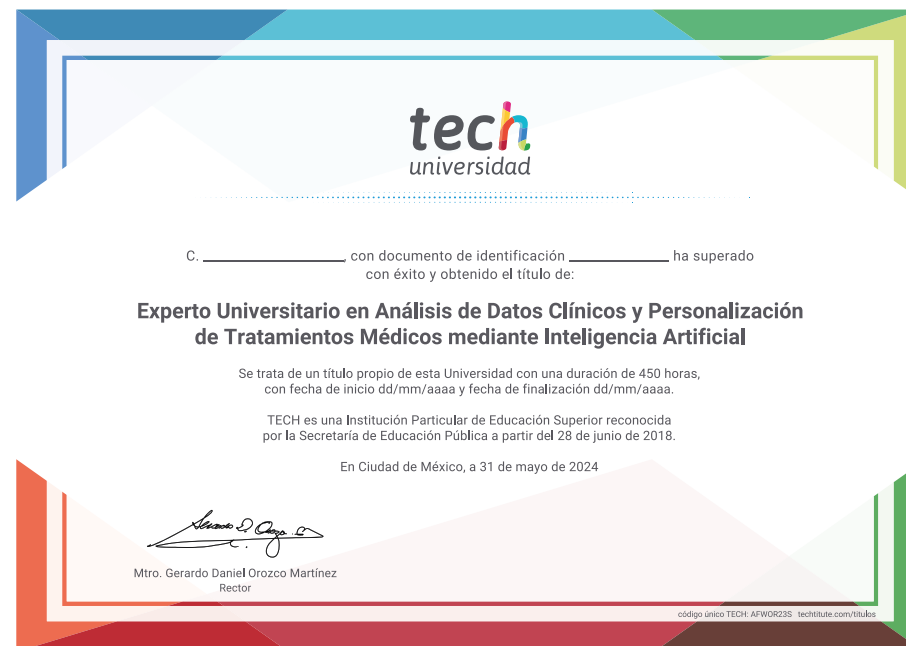 tech
universidad
C. ____________, con documento de identificación ____________ ha superado
con éxito y obtenido el título de:
Experto Universitario en Análisis de Datos Clínicos y Personalización
de Tratamientos Médicos mediante Inteligencia Artificial
Se trata de un título propio de esta Universidad con una duración de 450 horas,
con fecha de inicio dd/mm/aaaa y fecha de finalización dd/mm/aaaa.
TECH es una Institución Particular de Educación Superior reconocida
por la Secretaría de Educación Pública a partir del 28 de junio de 2018.
En Ciudad de México, a 31 de mayo de 2024
Mtro. Gerardo Daniel Orozco Martínez
Rector
código único TECH: AFWOR23S techtitute.com/titulos